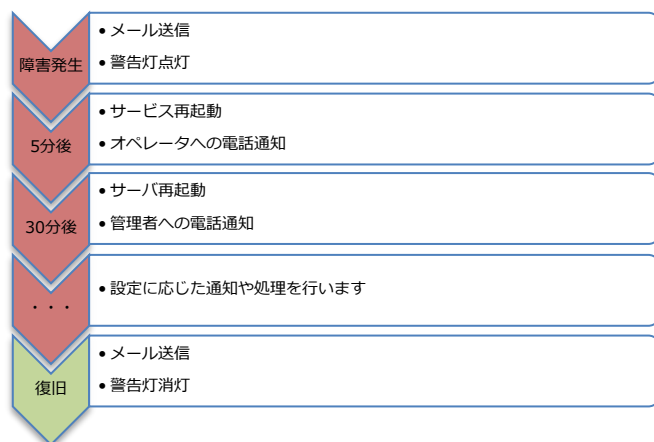 障害発生
• メール送信
• 警告灯点灯
5分後
• サービス再起動
• オペレータへの電話通知
30分後
• サーバ再起動
• 管理者への電話通知
・・・
• 設定に応じた通知や処理を行います
復旧
• メール送信
• 警告灯消灯